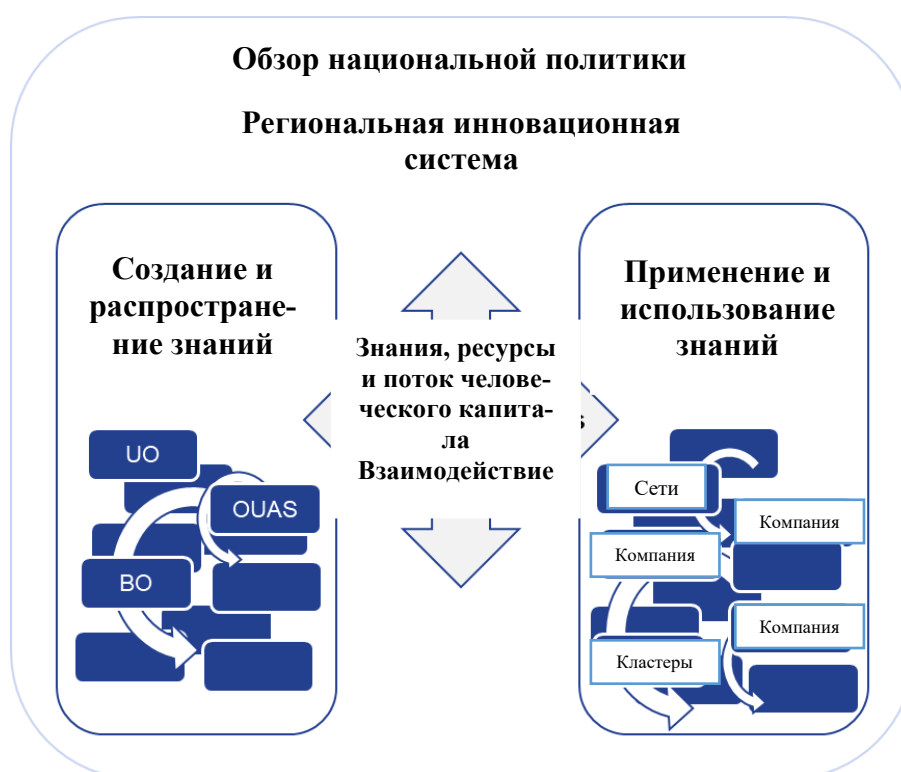 Обзор национальной политики
Региональная инновационная
система
Создание и
распростране-
ние знаний
UO
OUAS
BO
Знания, ресурсы
и поток челове-
ческого капита-
ла
Взаимодействие
Применение и
использование
знаний
Сети
Компания
Компания
Компания
Кластеры